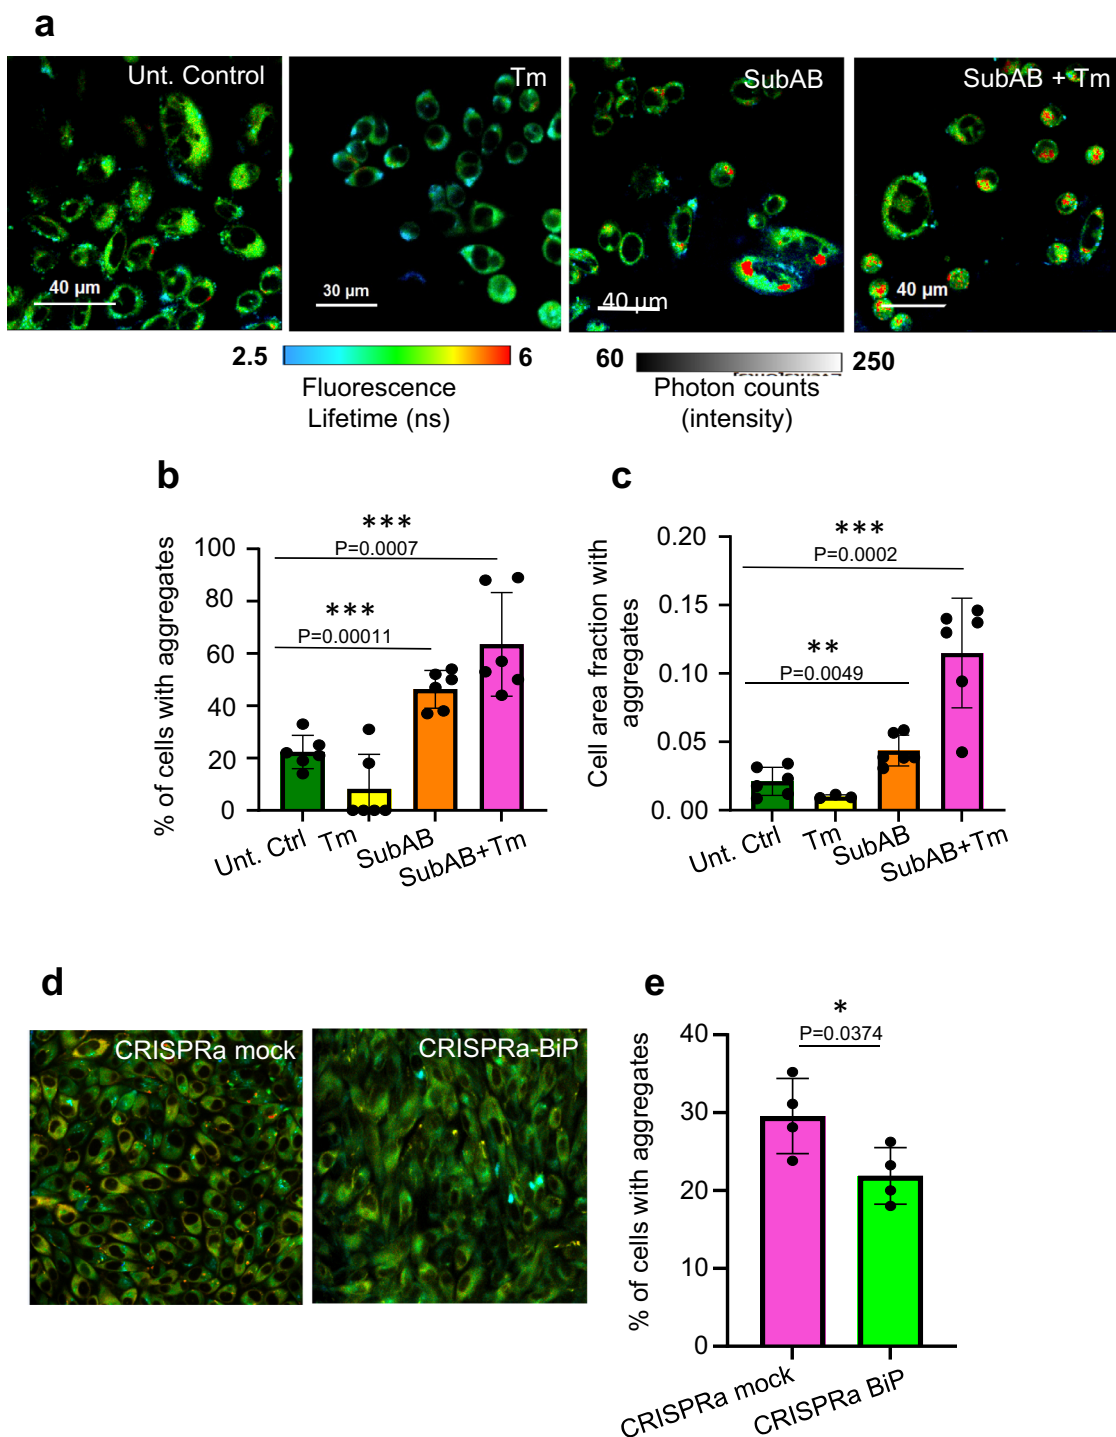 a
Unt. Control
Tm
SubAB
SubAB + Tm
40 µm
30 µm
40 µm
40 µm
2.5
6
Fluorescence
Lifetime (ns)
60
250
Photon counts
(intensity)
b
% of cells with aggregates
100
80
60
40
20
0
***
P=0.0007
***
P=0.00011
Unt. Ctrl
Tm
SubAB
SubAB+Tm
c
Cell area fraction with
aggregates
0.20
0.15
0.10
0.05
0. 00
***
P=0.0002
**
P=0.0049
Unt. Ctrl
Tm
SubAB
SubAB+Tm
d
CRISPRa mock
CRISPRa-BiP
e
% of cells with aggregates
40
30
20
10
0
*
P=0.0374
CRISPRa mock
CRISPRa BiP